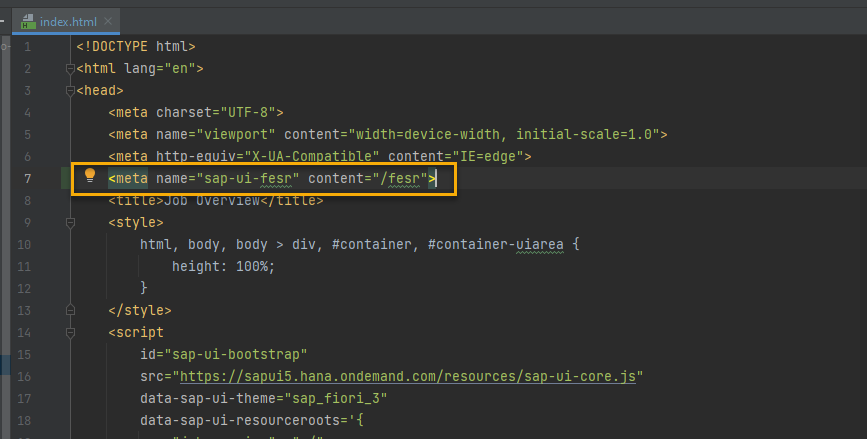 index.html
1 <!DOCTYPE html>
2 <html lang="en">
3 <head>
4 <meta charset="UTF-8">
5 <meta name="viewport" content="width=device-width, initial-scale=1.0">
6 <meta http-equiv="X-UA-Compatible" content="IE=edge">
7 <meta name="sap-ui-fesr" content="/fesr">
8 <title>Job Overview</title>
9 <style>
10 html, body, body > div, #container, #container-uiarea {
11 height: 100%;
12 }
13 </style>
14 <script
15 id="sap-ui-bootstrap"
16 src="https://sapui5.hana.ondemand.com/resources/sap-ui-core.js"
17 data-sap-ui-theme="sap_fiori_3"
18 data-sap-ui-resourceroots='{